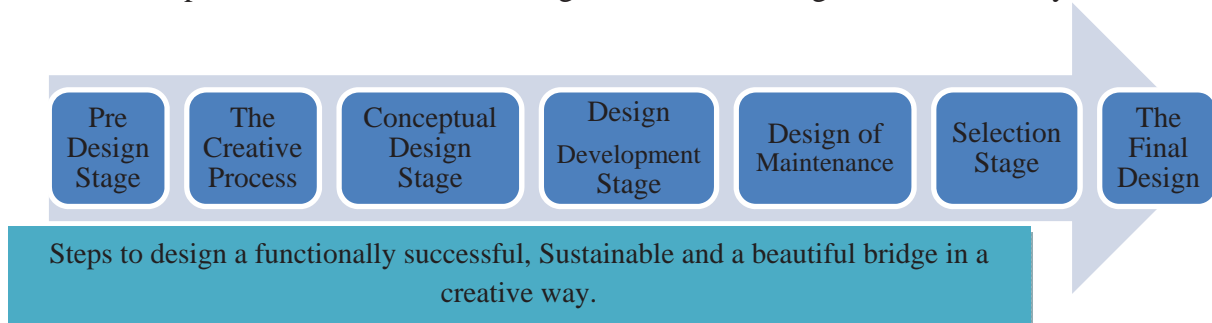 Pre
Design
Stage
The
Creative
Process
Conceptual
Design
Stage
Design
Development
Stage
Design of
Maintenance
Selection
Stage
The
Final
Design
Steps to design a functionally successful, Sustainable and a beautiful bridge in a
creative way.